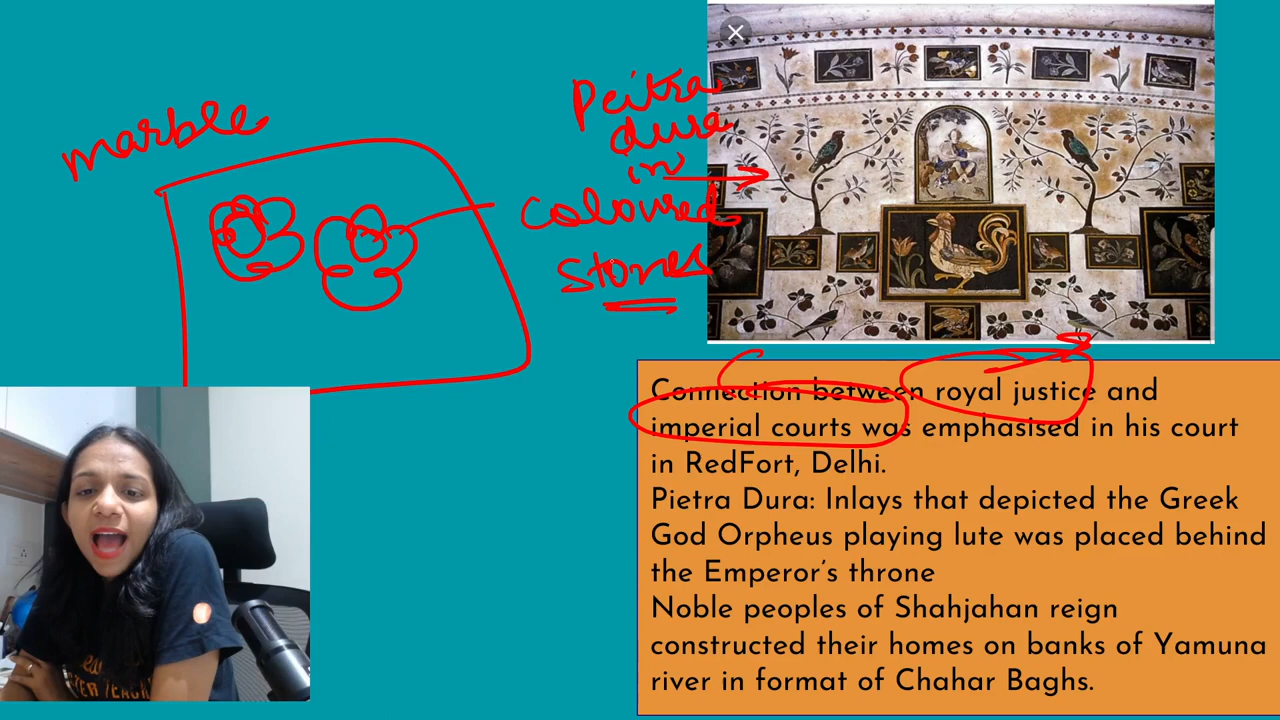 marble
Peitra
dura
in
coloured
stones
Connection between royal justice and
imperial courts was emphasised in his court
in RedFort, Delhi.
Pietra Dura: Inlays that depicted the Greek
God Orpheus playing lute was placed behind
the Emperor's throne
Noble peoples of Shahjahan reign
constructed their homes on banks of Yamuna
river in format of Chahar Baghs.